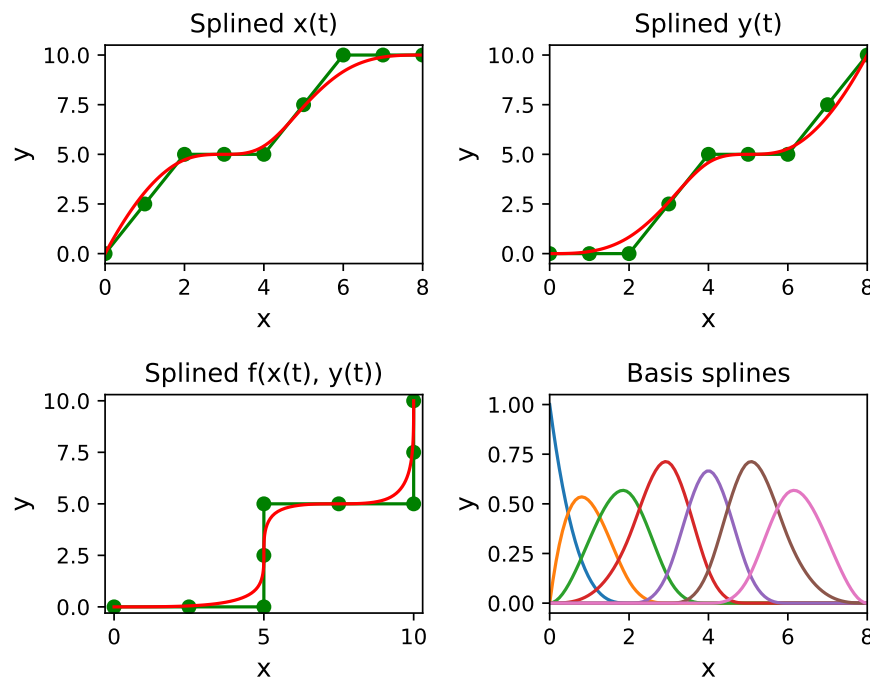 Splined x(t)
y
10.0
7.5
5.0
2.5
0.0
0 2 4 6 8
x
Splined y(t)
y
10.0
7.5
5.0
2.5
0.0
0 2 4 6 8
x
Splined f(x(t), y(t))
y
10.0
7.5
5.0
2.5
0.0
0 5 10
x
Basis splines
y
1.00
0.75
0.50
0.25
0.00
0 2 4 6 8
x